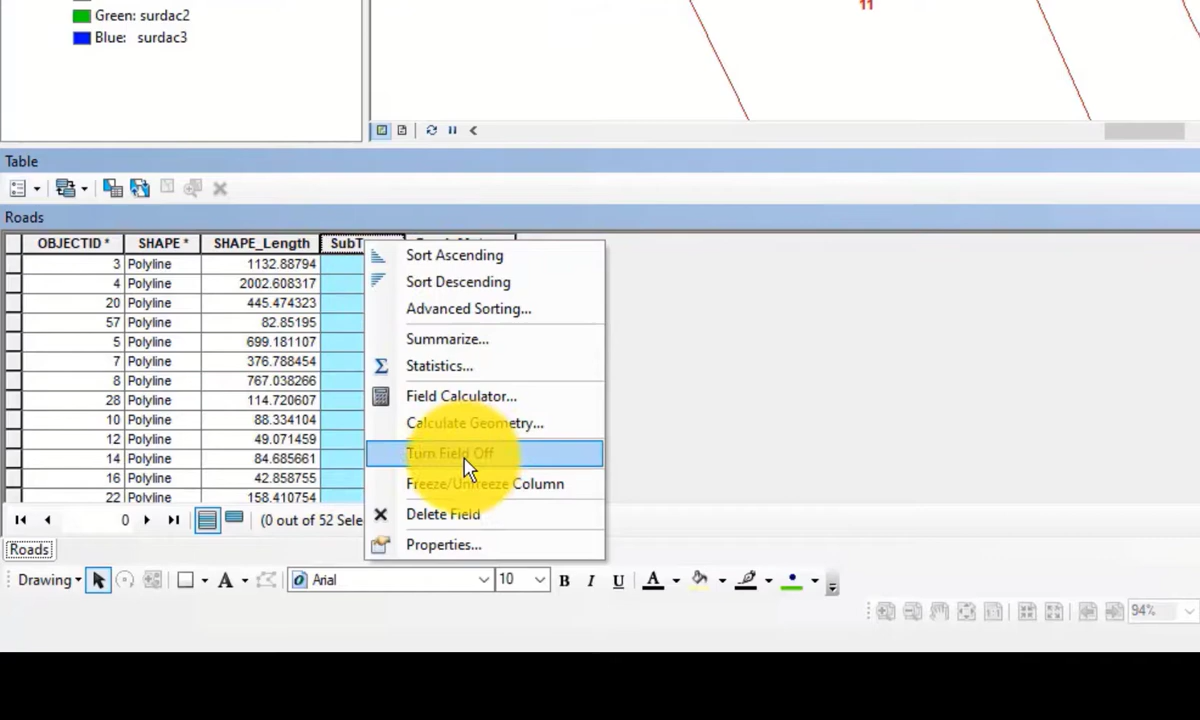 Green: surdac2
Blue: surdac3
11
Table
Roads
OBJECTID * SHAPE * SHAPE_Length
3 Polyline 1132.88794
4 Polyline 2002.608317
20 Polyline 445.474323
57 Polyline 82.85195
5 Polyline 699.181107
7 Polyline 376.788454
8 Polyline 767.038266
28 Polyline 114.720607
10 Polyline 88.334104
12 Polyline 49.071459
14 Polyline 84.685661
16 Polyline 42.858755
22 Polyline 158.410754
Sort Ascending
Sort Descending
Advanced Sorting...
Summarize...
Statistics...
Field Calculator...
Calculate Geometry...
Turn Field Off
Freeze/Unfreeze Column
Delete Field
Properties...
0 (0 out of 52 Sele
Roads
Drawing A Arial 10 B I U A
94%